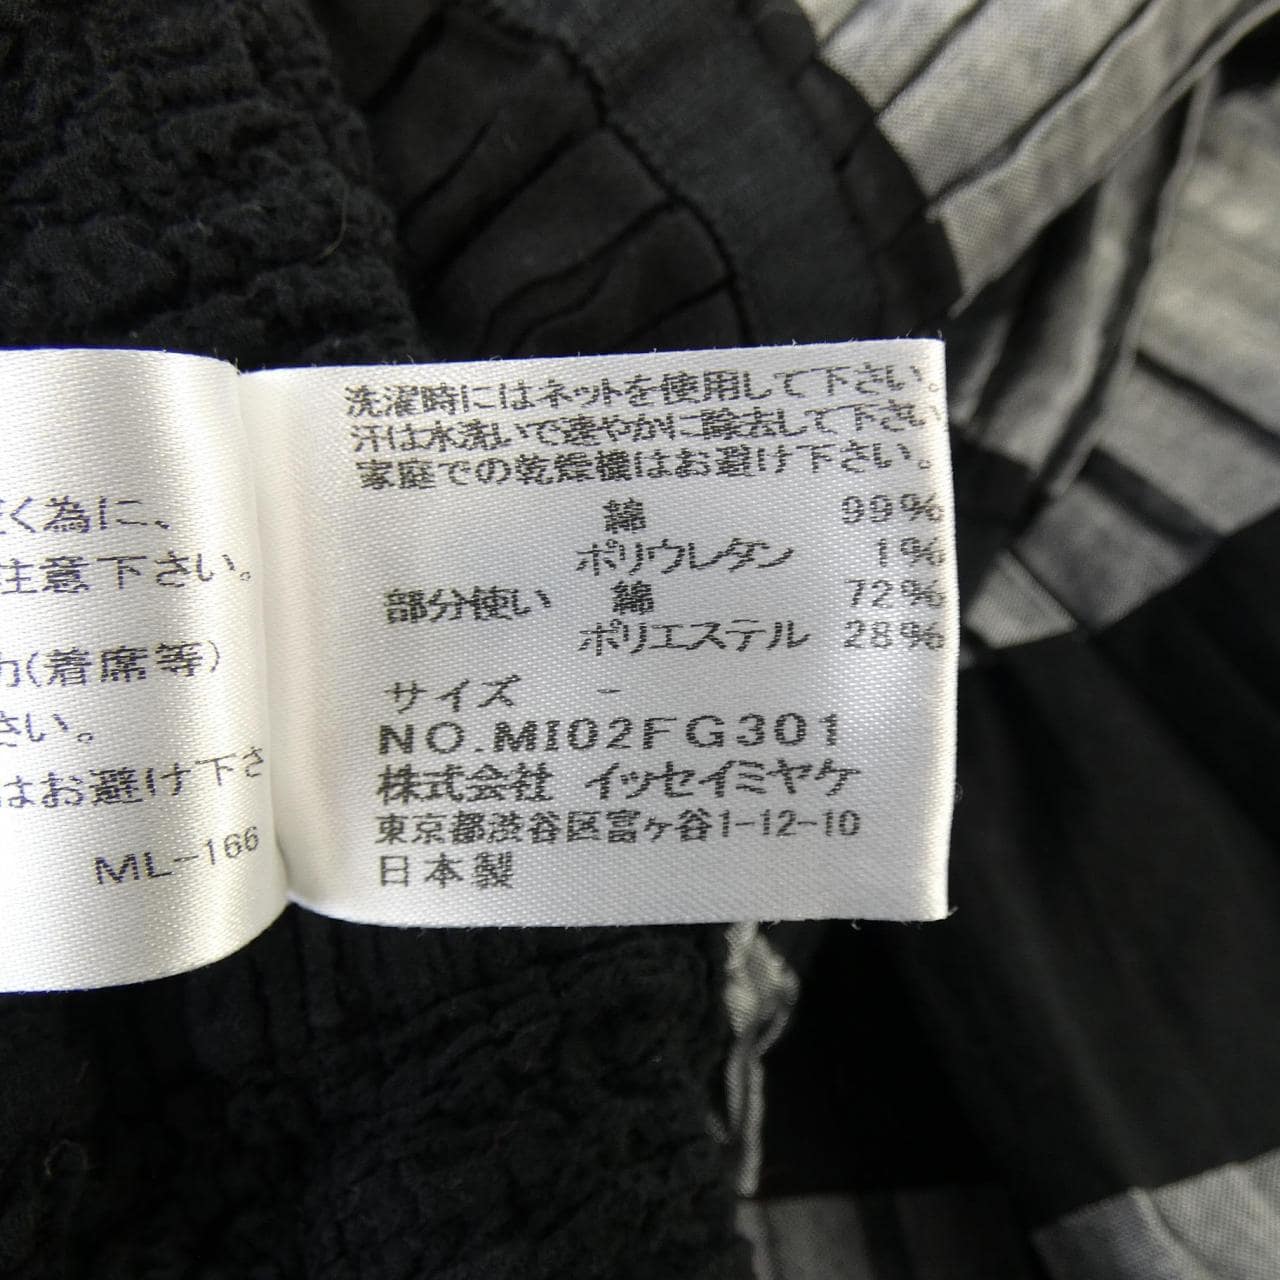 く為に、
注意下さい。
力(着席等)
さい。
はお避け下さ
ML-166
洗濯時にはネットを使用して下さい。
汗は水洗いで速やかに除去して下さい
家庭での乾燥機はお避け下さい。
綿 99%
ポリウレタン 1%
部分使い 綿 72%
ポリエステル 28%
サイズ -
NO.MI02FG301
株式会社 イッセイミヤケ
東京都渋谷区富ヶ谷1-12-10
日本製